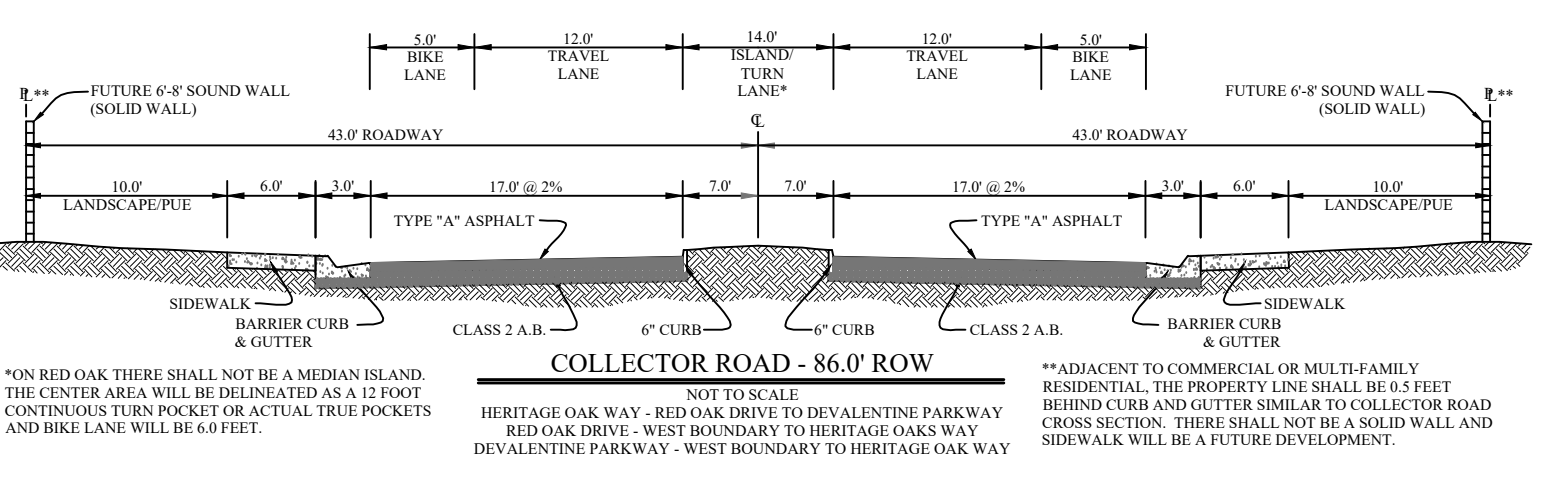 5.0'
BIKE
LANE
12.0'
TRAVEL
LANE
14.0'
ISLAND/
TURN
LANE*
12.0'
TRAVEL
LANE
5.0'
BIKE
LANE
PL**
FUTURE 6'-8' SOUND WALL
(SOLID WALL)
CL
FUTURE 6'-8' SOUND WALL
(SOLID WALL)
PL**
43.0' ROADWAY
43.0' ROADWAY
10.0'
LANDSCAPE/PUE
6.0'
3.0'
17.0' @ 2%
7.0'
7.0'
17.0' @ 2%
3.0'
6.0'
10.0'
LANDSCAPE/PUE
TYPE "A" ASPHALT
TYPE "A" ASPHALT
SIDEWALK
BARRIER CURB
& GUTTER
CLASS 2 A.B.
6" CURB
6" CURB
CLASS 2 A.B.
SIDEWALK
BARRIER CURB
& GUTTER
COLLECTOR ROAD - 86.0' ROW
NOT TO SCALE
HERITAGE OAK WAY - RED OAK DRIVE TO DEVALENTINE PARKWAY
RED OAK DRIVE - WEST BOUNDARY TO HERITAGE OAKS WAY
DEVALENTINE PARKWAY - WEST BOUNDARY TO HERITAGE OAK WAY
*ON RED OAK THERE SHALL NOT BE A MEDIAN ISLAND.
THE CENTER AREA WILL BE DELINEATED AS A 12 FOOT
CONTINUOUS TURN POCKET OR ACTUAL TRUE POCKETS
AND BIKE LANE WILL BE 6.0 FEET.
**ADJACENT TO COMMERCIAL OR MULTI-FAMILY
RESIDENTIAL, THE PROPERTY LINE SHALL BE 0.5 FEET
BEHIND CURB AND GUTTER SIMILAR TO COLLECTOR ROAD
CROSS SECTION. THERE SHALL NOT BE A SOLID WALL AND
SIDEWALK WILL BE A FUTURE DEVELOPMENT.